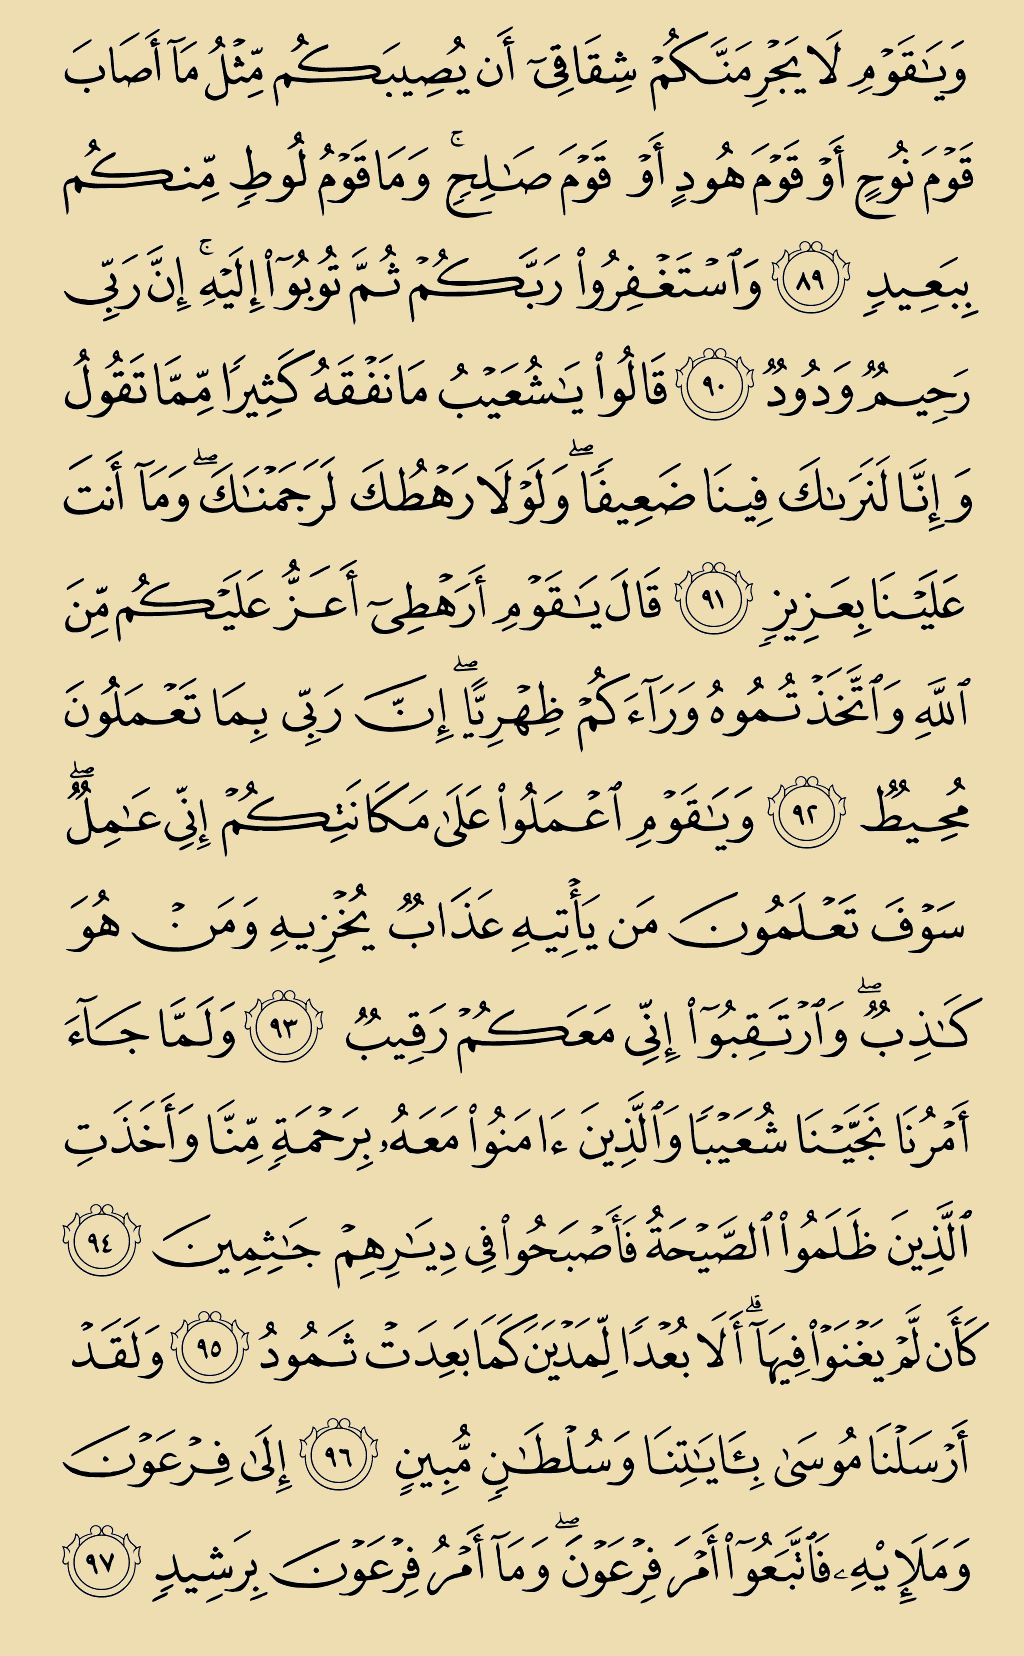 وَيَٰقَوۡمِ لَا يَجۡرِمَنَّكُمۡ شِقَاقِيٓ أَن يُصِيبَكُم مِّثۡلُ مَآ أَصَابَ
قَوۡمَ نُوحٍ أَوۡ قَوۡمَ هُودٍ أَوۡ قَوۡمَ صَٰلِحٖۚ وَمَا قَوۡمُ لُوطٖ مِّنكُم
بِبَعِيدٖ ٨٩ وَٱسۡتَغۡفِرُواْ رَبَّكُمۡ ثُمَّ تُوبُوٓاْ إِلَيۡهِۚ إِنَّ رَبِّي
رَحِيمٞ وَدُودٞ ٩٠ قَالُواْ يَٰشُعَيۡبُ مَا نَفۡقَهُ كَثِيرٗا مِّمَّا تَقُولُ
وَإِنَّا لَنَرَىٰكَ فِينَا ضَعِيفٗاۖ وَلَوۡلَا رَهۡطُكَ لَرَجَمۡنَٰكَۖ وَمَآ أَنتَ
عَلَيۡنَا بِعَزِيزٖ ٩١ قَالَ يَٰقَوۡمِ أَرَهۡطِيٓ أَعَزُّ عَلَيۡكُم مِّنَ
ٱللَّهِ وَٱتَّخَذۡتُمُوهُ وَرَآءَكُمۡ ظِهۡرِيًّاۖ إِنَّ رَبِّي بِمَا تَعۡمَلُونَ
مُحِيطٞ ٩٢ وَيَٰقَوۡمِ ٱعۡمَلُواْ عَلَىٰ مَكَانَتِكُمۡ إِنِّي عَٰمِلٞۖ
سَوۡفَ تَعۡلَمُونَ مَن يَأۡتِيهِ عَذَابٞ يُخۡزِيهِ وَمَنۡ هُوَ
كَٰذِبٞۖ وَٱرۡتَقِبُوٓاْ إِنِّي مَعَكُمۡ رَقِيبٞ ٩٣ وَلَمَّا جَآءَ
أَمۡرُنَا نَجَّيۡنَا شُعَيۡبٗا وَٱلَّذِينَ ءَامَنُواْ مَعَهُۥ بِرَحۡمَةٖ مِّنَّا وَأَخَذَتِ
ٱلَّذِينَ ظَلَمُواْ ٱلصَّيۡحَةُ فَأَصۡبَحُواْ فِي دِيَٰرِهِمۡ جَٰثِمِينَ ٩٤
كَأَن لَّمۡ يَغۡنَوۡاْ فِيهَآۗ أَلَا بُعۡدٗا لِّمَدۡيَنَ كَمَا بَعِدَتۡ ثَمُودُ ٩٥ وَلَقَدۡ
أَرۡسَلۡنَا مُوسَىٰ بِـَٔايَٰتِنَا وَسُلۡطَٰنٖ مُّبِينٍ ٩٦ إِلَىٰ فِرۡعَوۡنَ
وَمَلَإِيْهِۦ فَٱتَّبَعُوٓاْ أَمۡرَ فِرۡعَوۡنَۖ وَمَآ أَمۡرُ فِرۡعَوۡنَ بِرَشِيدٖ ٩٧